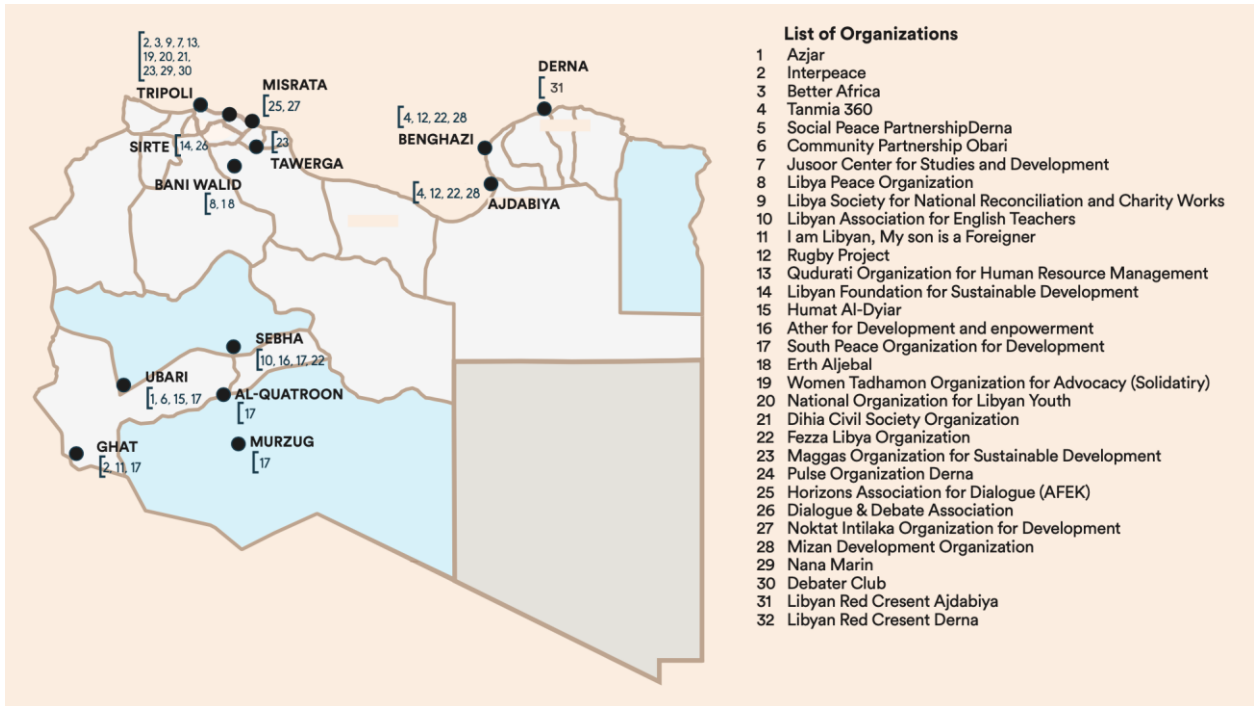 2, 3, 9, 7, 13,
19, 20, 21,
23, 29, 30
TRIPOLI
MISRATA
25, 27
SIRTE
14, 26
23
TAWERGA
BANI WALID
8, 18
DERNA
31
4, 12, 22, 28
BENGHAZI
4, 12, 22, 28
AJDABIYA
SEBHA
10, 16, 17, 22
UBARI
1, 6, 15, 17
AL-QUATROON
17
MURZUG
17
GHAT
2, 11, 17
List of Organizations
1 Azjar
2 Interpeace
3 Better Africa
4 Tanmia 360
5 Social Peace PartnershipDerna
6 Community Partnership Obari
7 Jusoor Center for Studies and Development
8 Libya Peace Organization
9 Libya Society for National Reconciliation and Charity Works
10 Libyan Association for English Teachers
11 I am Libyan, My son is a Foreigner
12 Rugby Project
13 Qudurati Organization for Human Resource Management
14 Libyan Foundation for Sustainable Development
15 Humat Al-Dyiar
16 Ather for Development and enpowerment
17 South Peace Organization for Development
18 Erth Aljebal
19 Women Tadhamon Organization for Advocacy (Solidatiry)
20 National Organization for Libyan Youth
21 Dihia Civil Society Organization
22 Fezza Libya Organization
23 Maggas Organization for Sustainable Development
24 Pulse Organization Derna
25 Horizons Association for Dialogue (AFEK)
26 Dialogue & Debate Association
27 Noktat Intilaka Organization for Development
28 Mizan Development Organization
29 Nana Marin
30 Debater Club
31 Libyan Red Cresent Ajdabiya
32 Libyan Red Cresent Derna